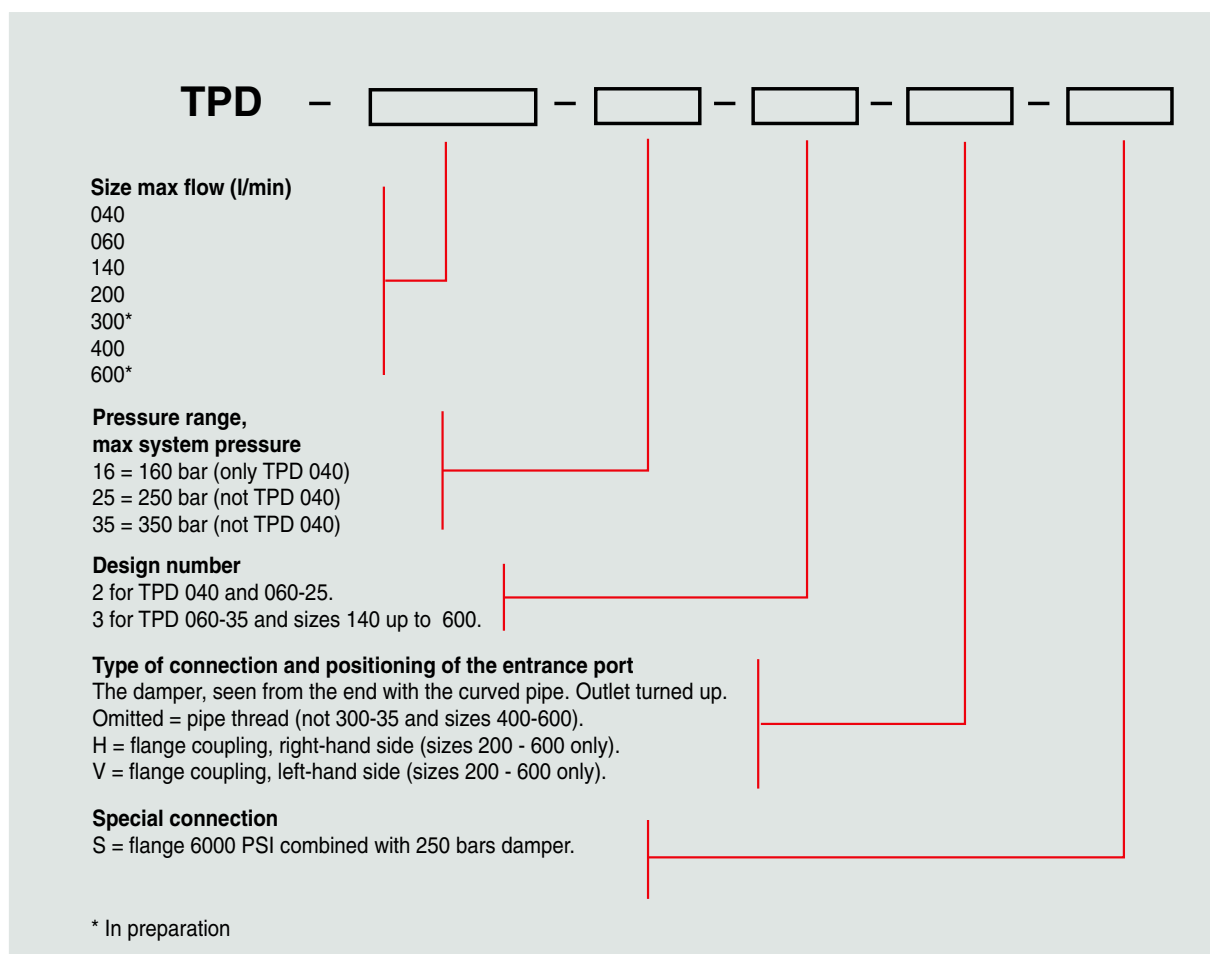 TPD – – – – –
Size max flow (l/min)
040
060
140
200
300*
400
600*
Pressure range,
max system pressure
16 = 160 bar (only TPD 040)
25 = 250 bar (not TPD 040)
35 = 350 bar (not TPD 040)
Design number
2 for TPD 040 and 060-25.
3 for TPD 060-35 and sizes 140 up to 600.
Type of connection and positioning of the entrance port
The damper, seen from the end with the curved pipe. Outlet turned up.
Omitted = pipe thread (not 300-35 and sizes 400-600).
H = flange coupling, right-hand side (sizes 200 - 600 only).
V = flange coupling, left-hand side (sizes 200 - 600 only).
Special connection
S = flange 6000 PSI combined with 250 bars damper.
* In preparation